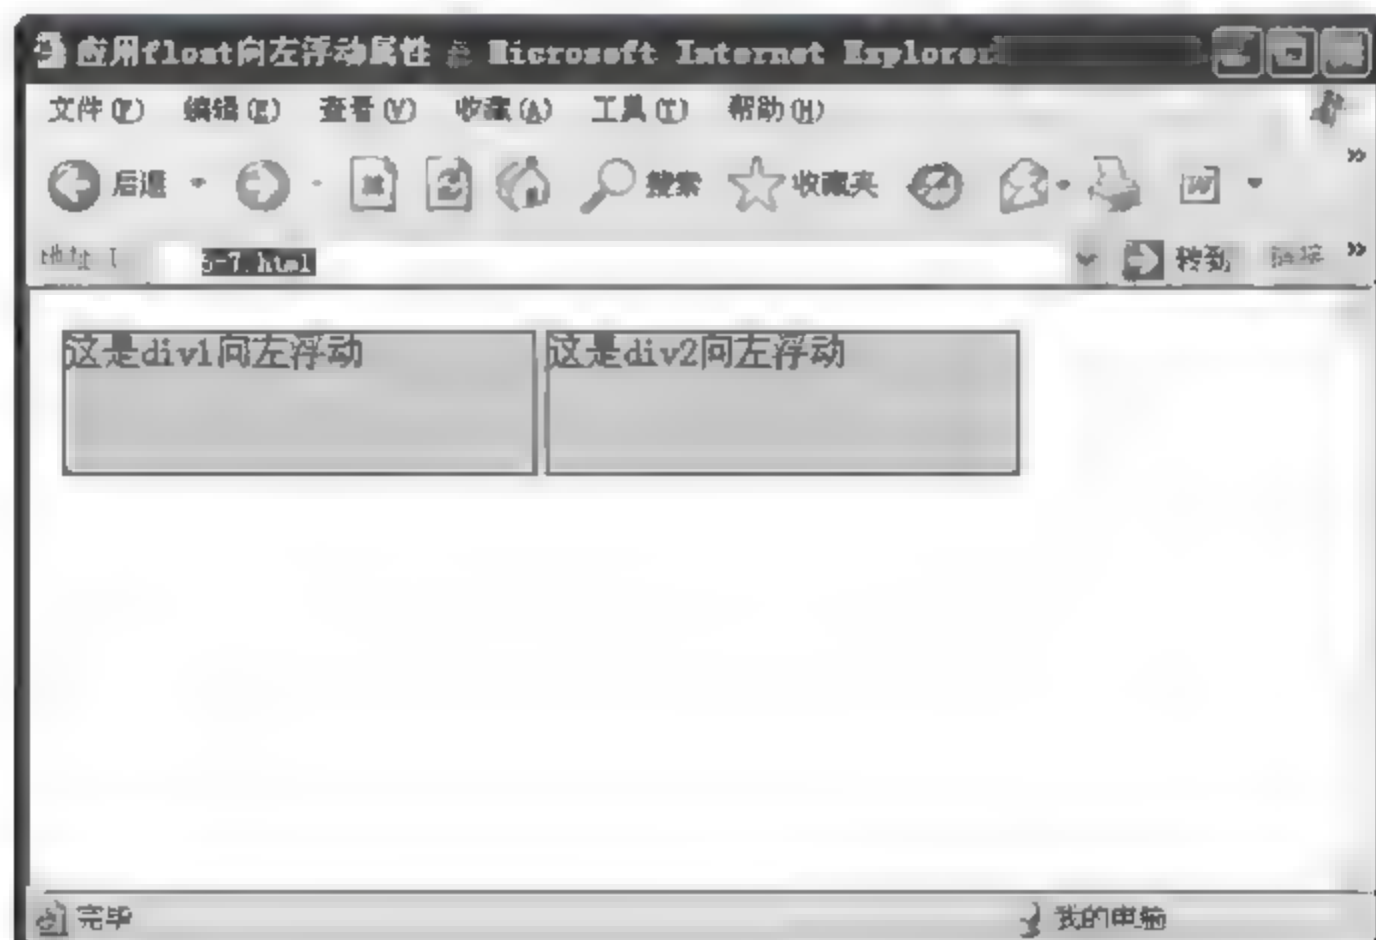 应用float向左浮动属性 - Microsoft Internet Explorer
文件(F) 编辑(E) 查看(V) 收藏(A) 工具(T) 帮助(H)
后退 搜索 收藏夹
6-7.html 转到 链接 »
这是div1向左浮动 这是div2向左浮动
完毕 我的电脑